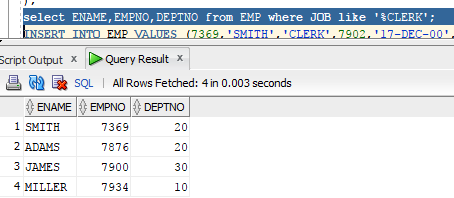 );
select ENAME,EMPNO,DEPTNO from EMP where JOB like '%CLERK';
INSERT INTO EMP VALUES (7369,'SMITH','CLERK',7902,'17-DEC-00',
Script Output × Query Result ×
SQL | All Rows Fetched: 4 in 0.003 seconds
ENAME EMPNO DEPTNO
1 SMITH 7369 20
2 ADAMS 7876 20
3 JAMES 7900 30
4 MILLER 7934 10